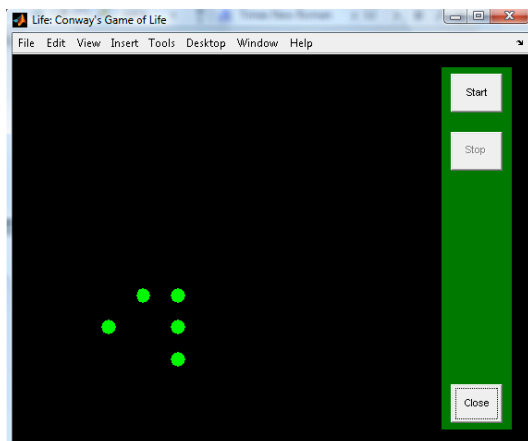 Life: Conway's Game of Life
File Edit View Insert Tools Desktop Window Help
Start
Stop
Close